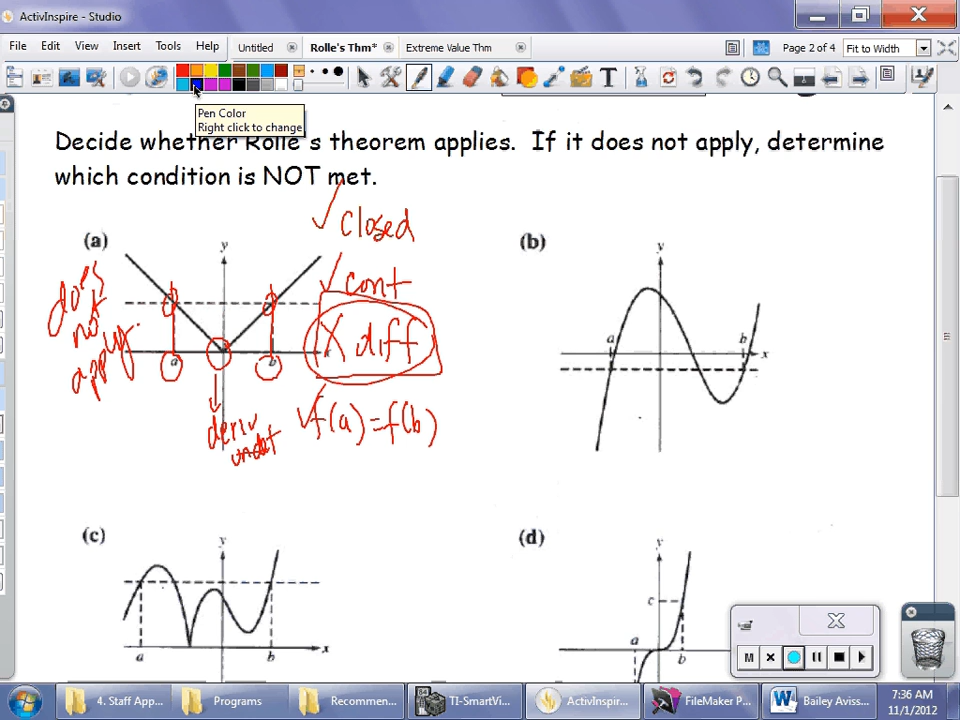 ActivInspire - Studio
File Edit View Insert Tools Help Untitled Rolle's Thm* Extreme Value Thm Page 2 of 4 Fit to Width
Pen Color
Right click to change
Decide whether Rolle's theorem applies. If it does not apply, determine
which condition is NOT met.
(a)
y
a
b
does
not
apply.
deriv
undef
✓ closed
✓ cont
X diff
✓ f(a) = f(b)
(b)
y
a
b
x
(c)
y
a
b
x
(d)
y
c
a
b
M
4. Staff App...
Programs
Recommen...
TI-SmartVi...
ActivInspire...
FileMaker P...
Bailey Aviss...
7:36 AM
11/1/2012